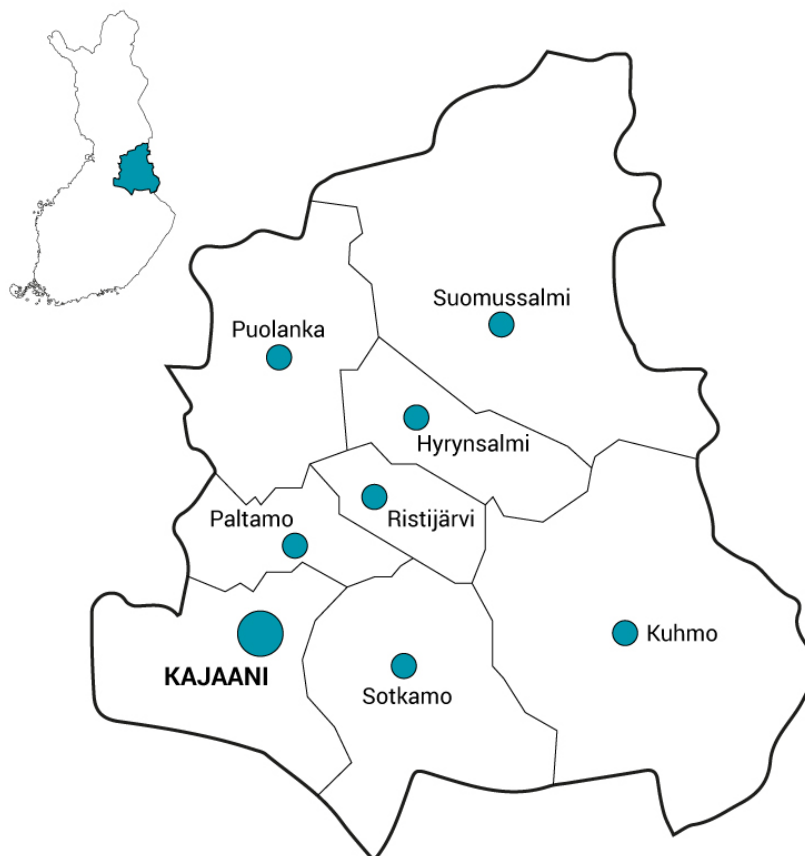 Suomussalmi
Puolanka
Hyrynsalmi
Paltamo
Ristijärvi
Kuhmo
KAJAANI
Sotkamo